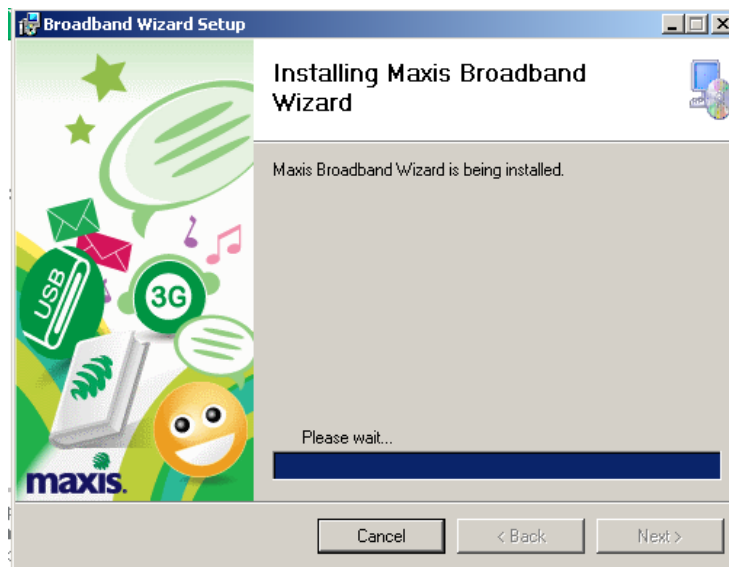 Broadband Wizard Setup
Installing Maxis Broadband
Wizard
Maxis Broadband Wizard is being installed.
USB
3G
Please wait...
maxis.
Cancel
< Back
Next >